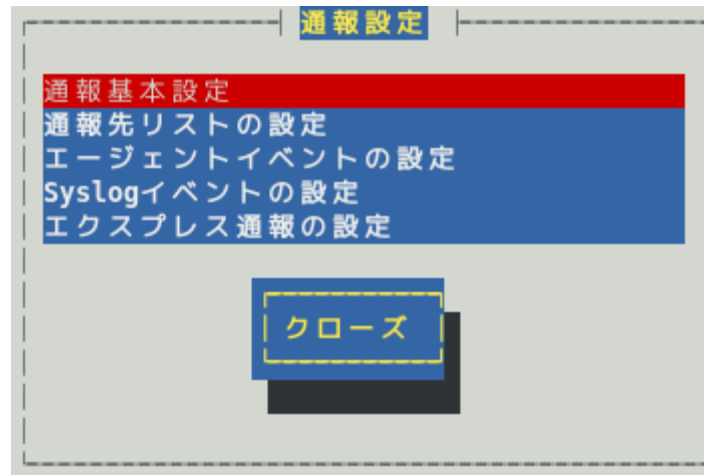 通報設定
通報基本設定
通報先リストの設定
エージェントイベントの設定
Syslogイベントの設定
エクスプレス通報の設定
クローズ